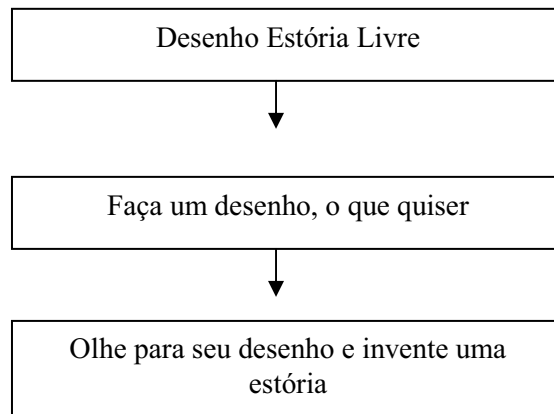 Desenho Estória Livre
Faça um desenho, o que quiser
Olhe para seu desenho e invente uma
estória